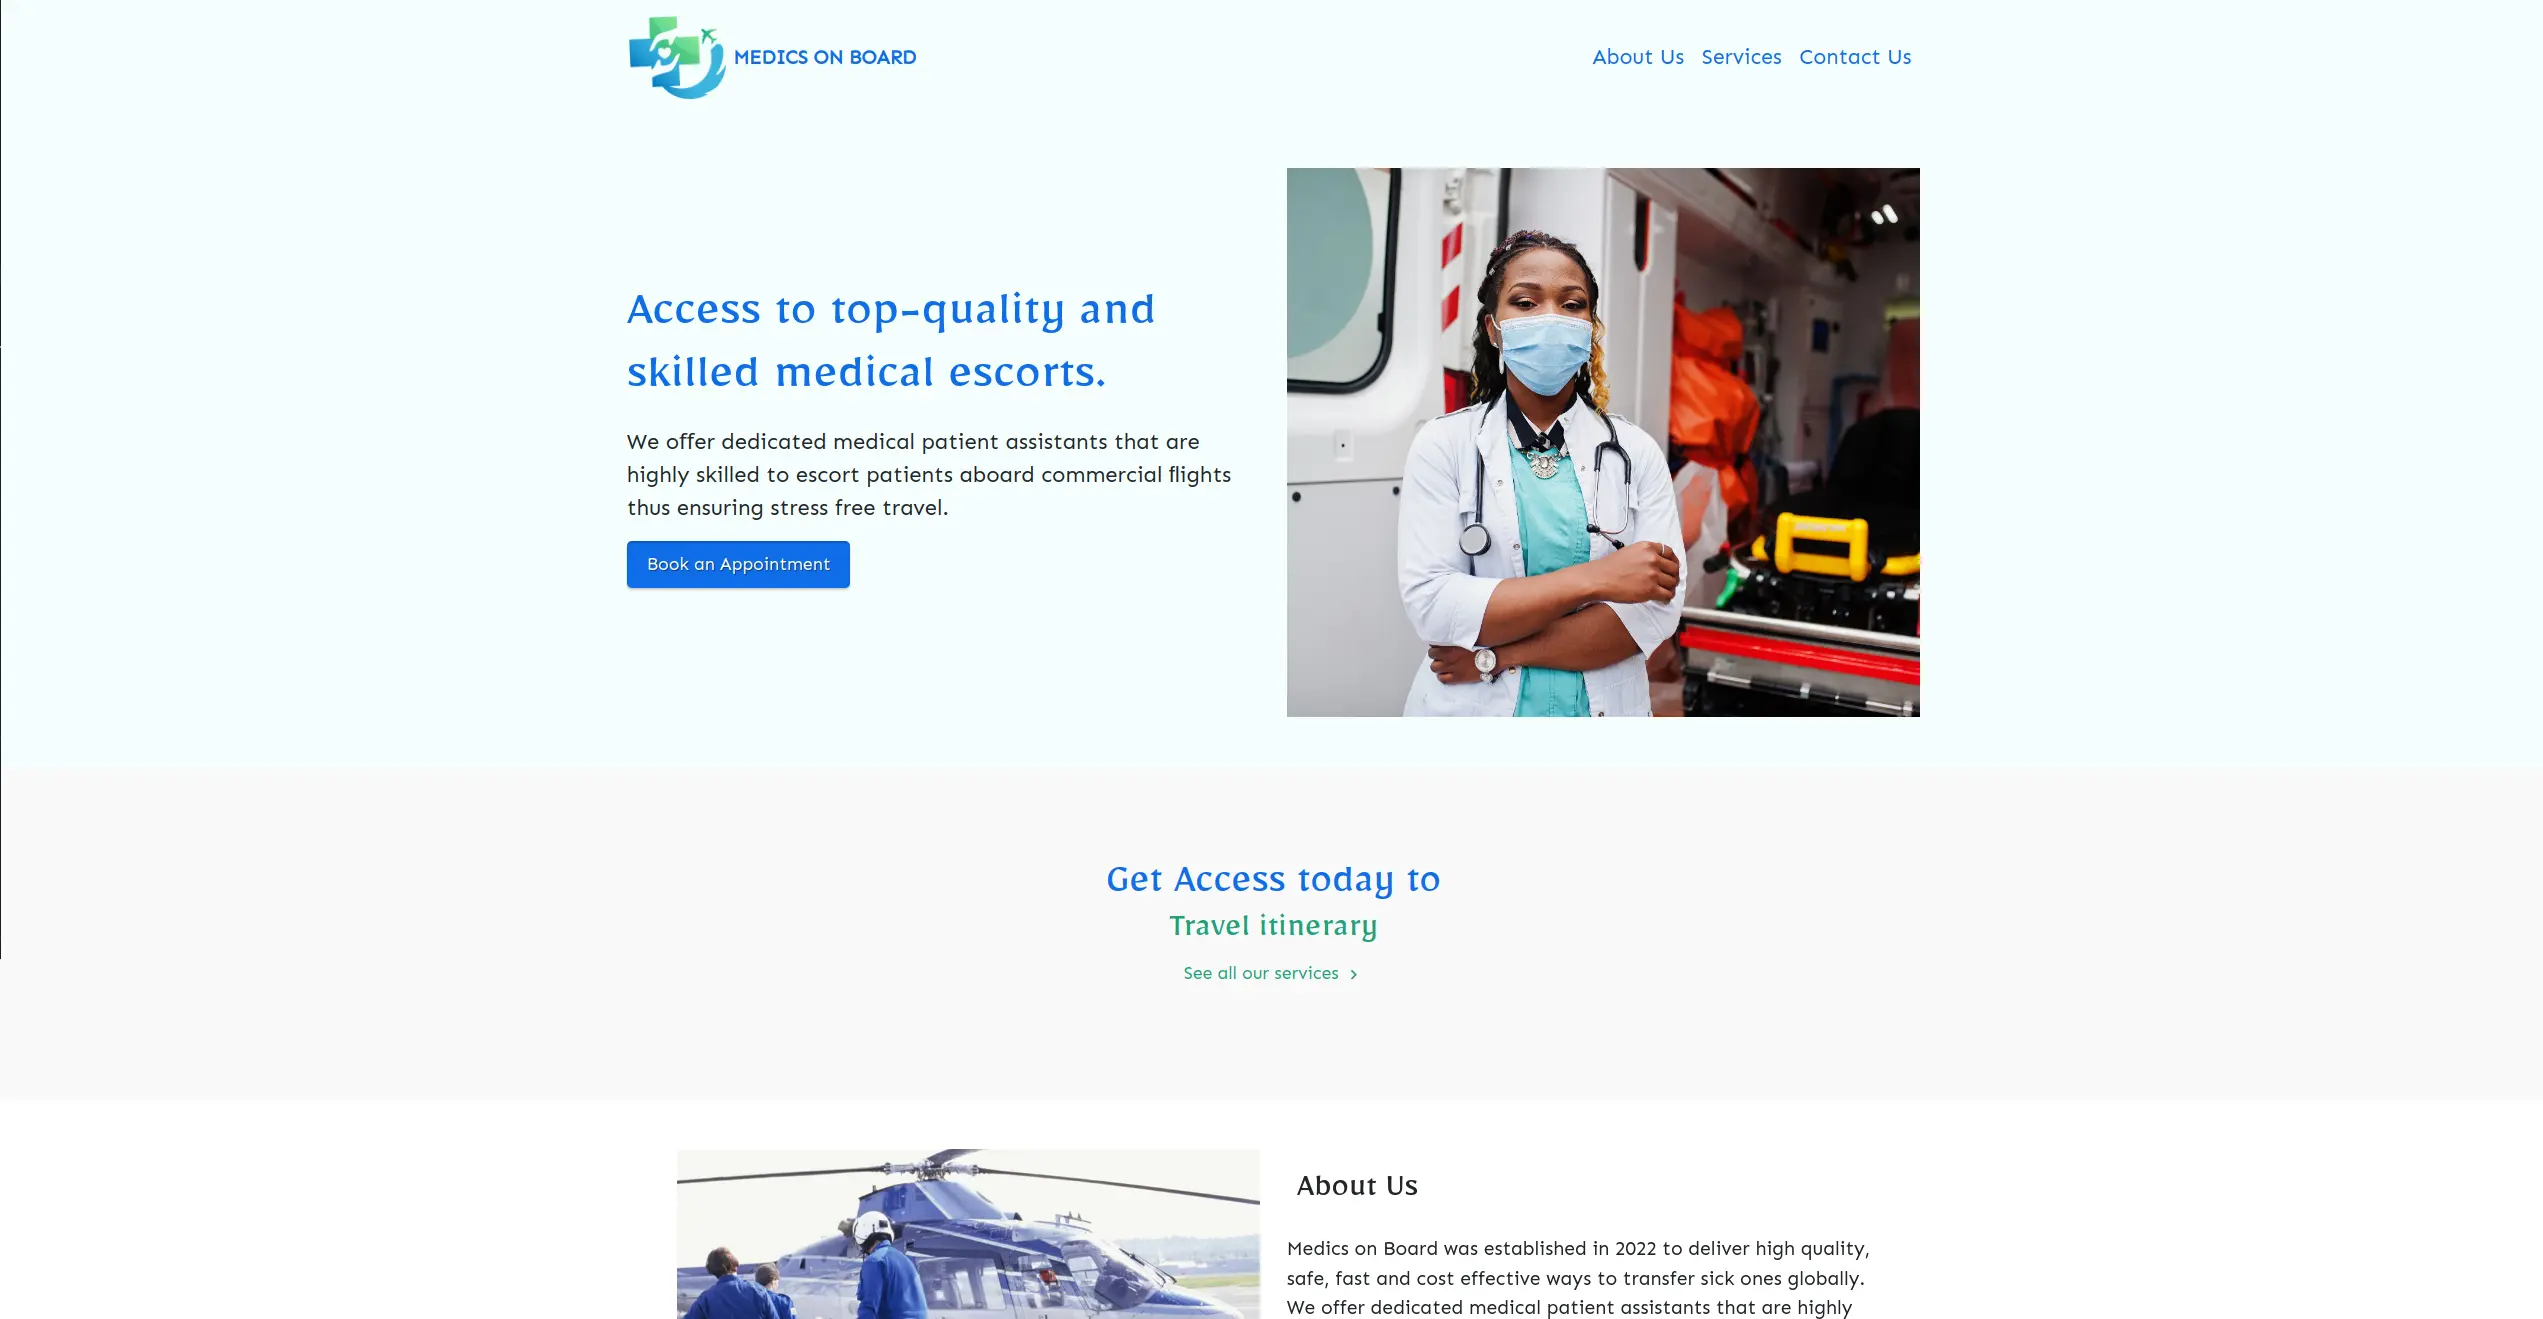 MEDICS ON BOARD
About Us Services Contact Us
Access to top-quality and
skilled medical escorts.
We offer dedicated medical patient assistants that are
highly skilled to escort patients aboard commercial flights
thus ensuring stress free travel.
Book an Appointment
Get Access today to
Travel itinerary
See all our services
About Us
Medics on Board was established in 2022 to deliver high quality,
safe, fast and cost effective ways to transfer sick ones globally.
We offer dedicated medical patient assistants that are highly